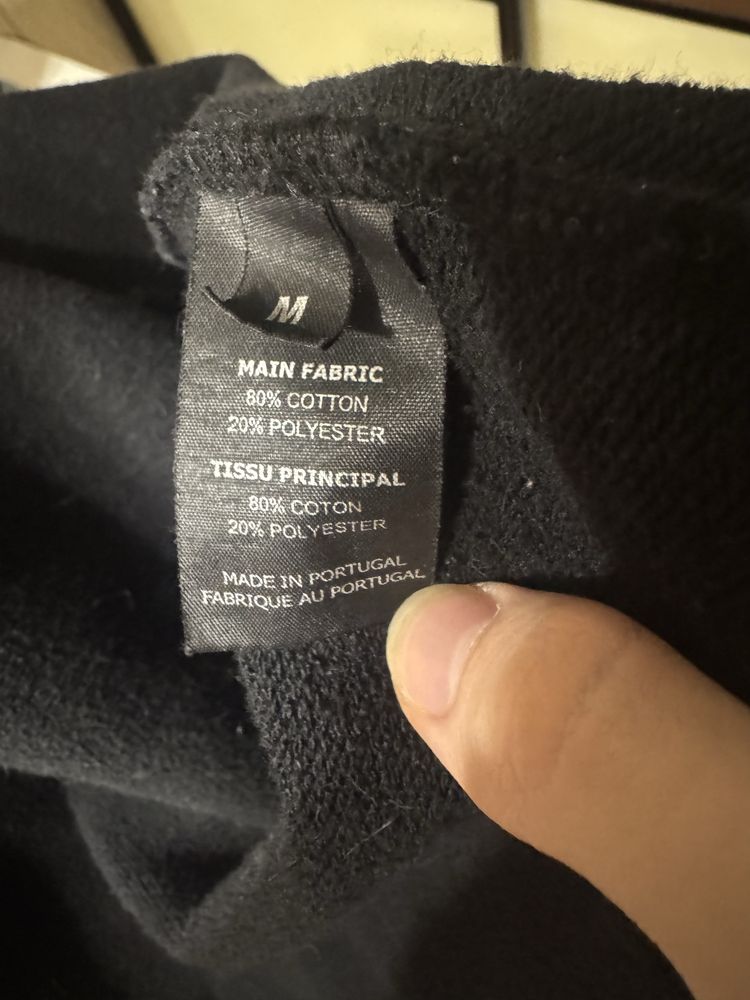 M
MAIN FABRIC
80% COTTON
20% POLYESTER
TISSU PRINCIPAL
80% COTON
20% POLYESTER
MADE IN PORTUGAL
FABRIQUE AU PORTUGAL